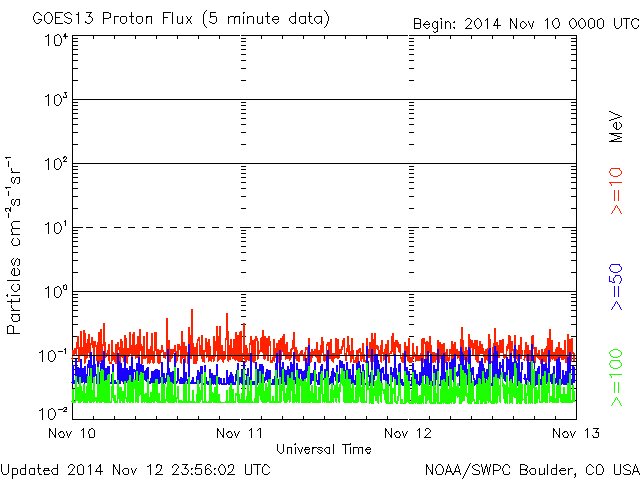 GOES13 Proton Flux (5 minute data)
Begin: 2014 Nov 10 0000 UTC
10⁴
10³
10²
10¹
10⁰
10⁻¹
10⁻²
Particles cm⁻²s⁻¹sr⁻¹
MeV
>=10
>=50
>=100
Nov 10
Nov 11
Nov 12
Nov 13
Universal Time
Updated 2014 Nov 12 23:56:02 UTC
NOAA/SWPC Boulder, CO USA